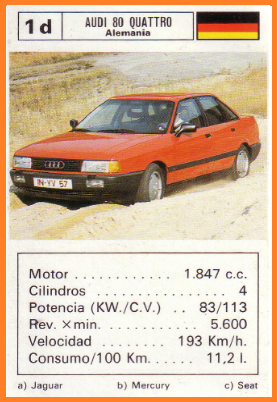 1d
AUDI 80 QUATTRO
Alemania
IN-YV 57
Motor ............ 1.847 c.c.
Cilindros ................ 4
Potencia (KW./C.V.) .. 83/113
Rev. × min. ............ 5.600
Velocidad ........ 193 Km/h.
Consumo/100 Km. ..... 11,2 l.
a) Jaguar b) Mercury c) Seat